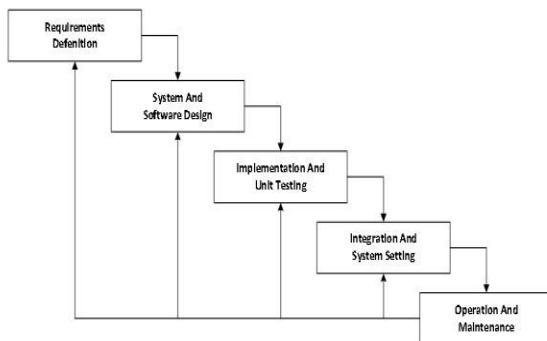 Requirements
Defenition
System And
Software Design
Implementation And
Unit Testing
Integration And
System Setting
Operation And
Maintenance